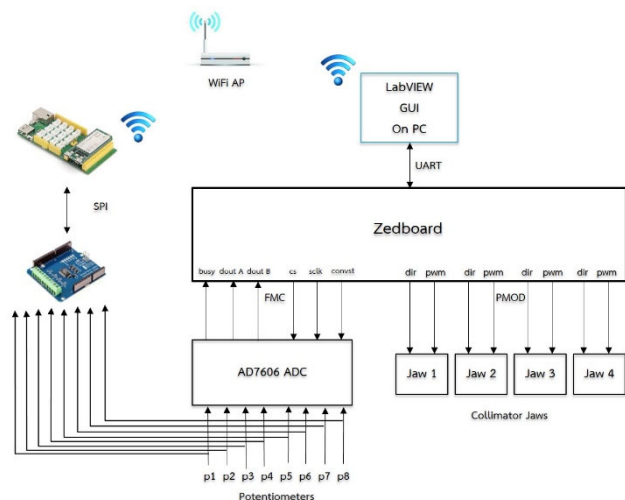 WiFi AP
LabVIEW
GUI
On PC
UART
SPI
Zedboard
busy dout A dout B cs sclk convst dir pwm dir pwm dir pwm dir pwm
FMC PMOD
AD7606 ADC
Jaw 1 Jaw 2 Jaw 3 Jaw 4
Collimator Jaws
p1 p2 p3 p4 p5 p6 p7 p8
Potentiometers